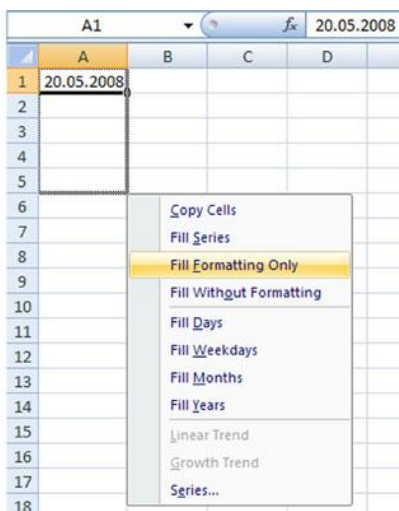 A1 fx 20.05.2008
A B C D
1 20.05.2008
2
3
4
5
6 Copy Cells
7 Fill Series
8 Fill Formatting Only
9 Fill Without Formatting
10
11 Fill Days
12 Fill Weekdays
13 Fill Months
14 Fill Years
15 Linear Trend
16 Growth Trend
17 Series...
18